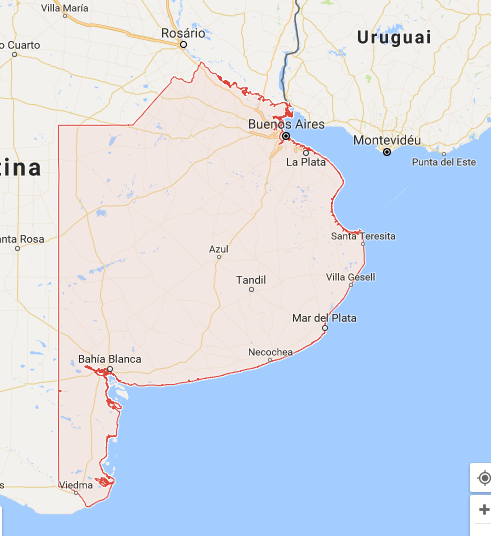 Villa María
Rosário
o Cuarto
Uruguai
Buenos Aires
Montevidéu
La Plata
Punta del Este
tina
Santa Teresita
anta Rosa
Azul
Villa Gesell
Tandil
Mar del Plata
Necochea
Bahía Blanca
Viedma
s
+